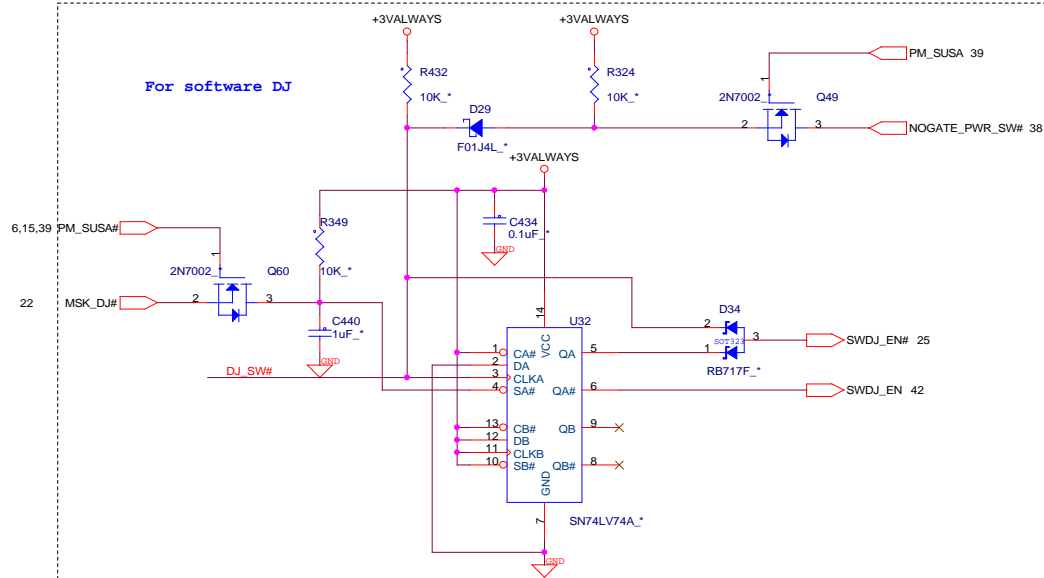 +3VALWAYS
+3VALWAYS
PM_SUSA 39
R432
R324
1
For software DJ
10K_*
10K_*
2N7002_*
Q49
D29
2
3
NOGATE_PWR_SW# 38
F01J4L_*
+3VALWAYS
6,15,39 PM_SUSA#
R349
C434
0.1uF_*
GND
1
2N7002_*
Q60
10K_*
22 MSK_DJ#
2
3
D34
C440
1uF_*
14
U32
2
SOT323
3
SWDJ_EN# 25
GND
1 CA# VCC QA 5
1
RB717F_*
2 DA
DJ_SW#
3 CLKA
4 SA# QA# 6
SWDJ_EN 42
13 CB# QB 9
12 DB
11 CLKB
10 SB# QB# 8
GND
7
SN74LV74A_*
GND